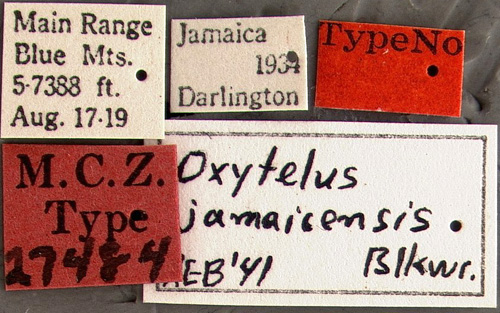 Main Range
Blue Mts.
5-7388 ft.
Aug. 17-19
Jamaica
1934
Darlington
TypeNo
M.C.Z.
Type
27484
Oxytelus
jamaicensis.
EB'41 Blkwr.